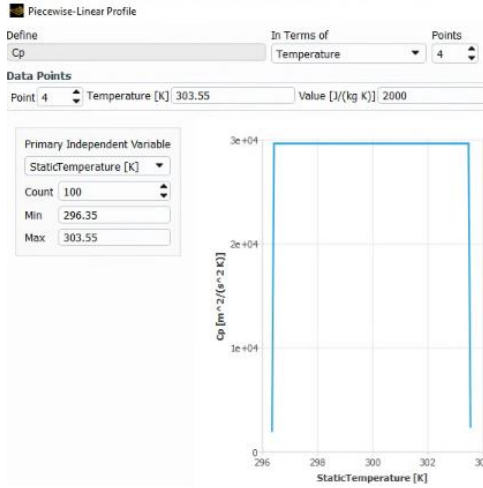 Piecewise-Linear Profile
Define In Terms of Points
Cp Temperature 4
Data Points
Point 4 Temperature [K] 303.55 Value [J/(kg K)] 2000
Primary Independent Variable
StaticTemperature [K]
Count 100
Min 296.35
Max 303.55
3e+04
2e+04
1e+04
0
Cp [m^2/(s^2 K)]
296 298 300 302
StaticTemperature [K]